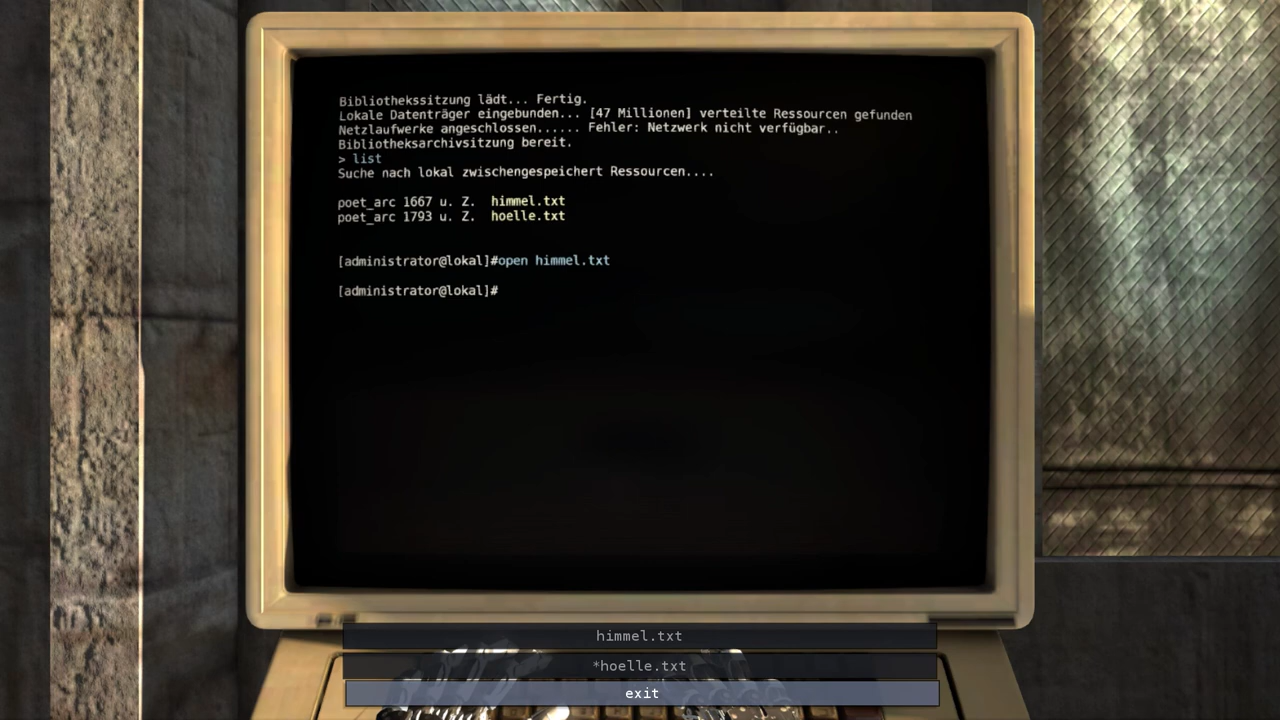 Bibliothekssitzung lädt... Fertig.
Lokale Datenträger eingebunden... [47 Millionen] verteilte Ressourcen gefunden
Netzlaufwerke angeschlossen...... Fehler: Netzwerk nicht verfügbar..
Bibliotheksarchivsitzung bereit.
> list
Suche nach lokal zwischengespeichert Ressourcen....
poet_arc 1667 u. Z.  himmel.txt
poet_arc 1793 u. Z.  hoelle.txt
[administrator@lokal]#open himmel.txt
[administrator@lokal]#
himmel.txt
*hoelle.txt
exit